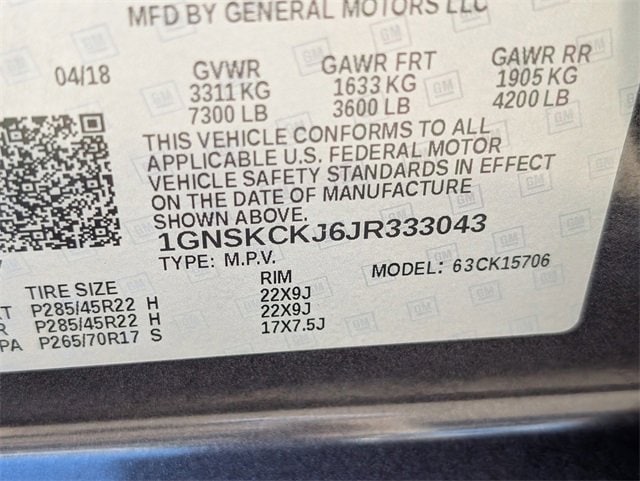 MFD BY GENERAL MOTORS LLC
04/18 GVWR GAWR FRT GAWR RR
3311 KG 1633 KG 1905 KG
7300 LB 3600 LB 4200 LB
THIS VEHICLE CONFORMS TO ALL
APPLICABLE U.S. FEDERAL MOTOR
VEHICLE SAFETY STANDARDS IN EFFECT
ON THE DATE OF MANUFACTURE
SHOWN ABOVE.
1GNSKCKJ6JR333043
TYPE: M.P.V. MODEL: 63CK15706
TIRE SIZE RIM
P285/45R22 H 22X9J
P285/45R22 H 22X9J
PA P265/70R17 S 17X7.5J